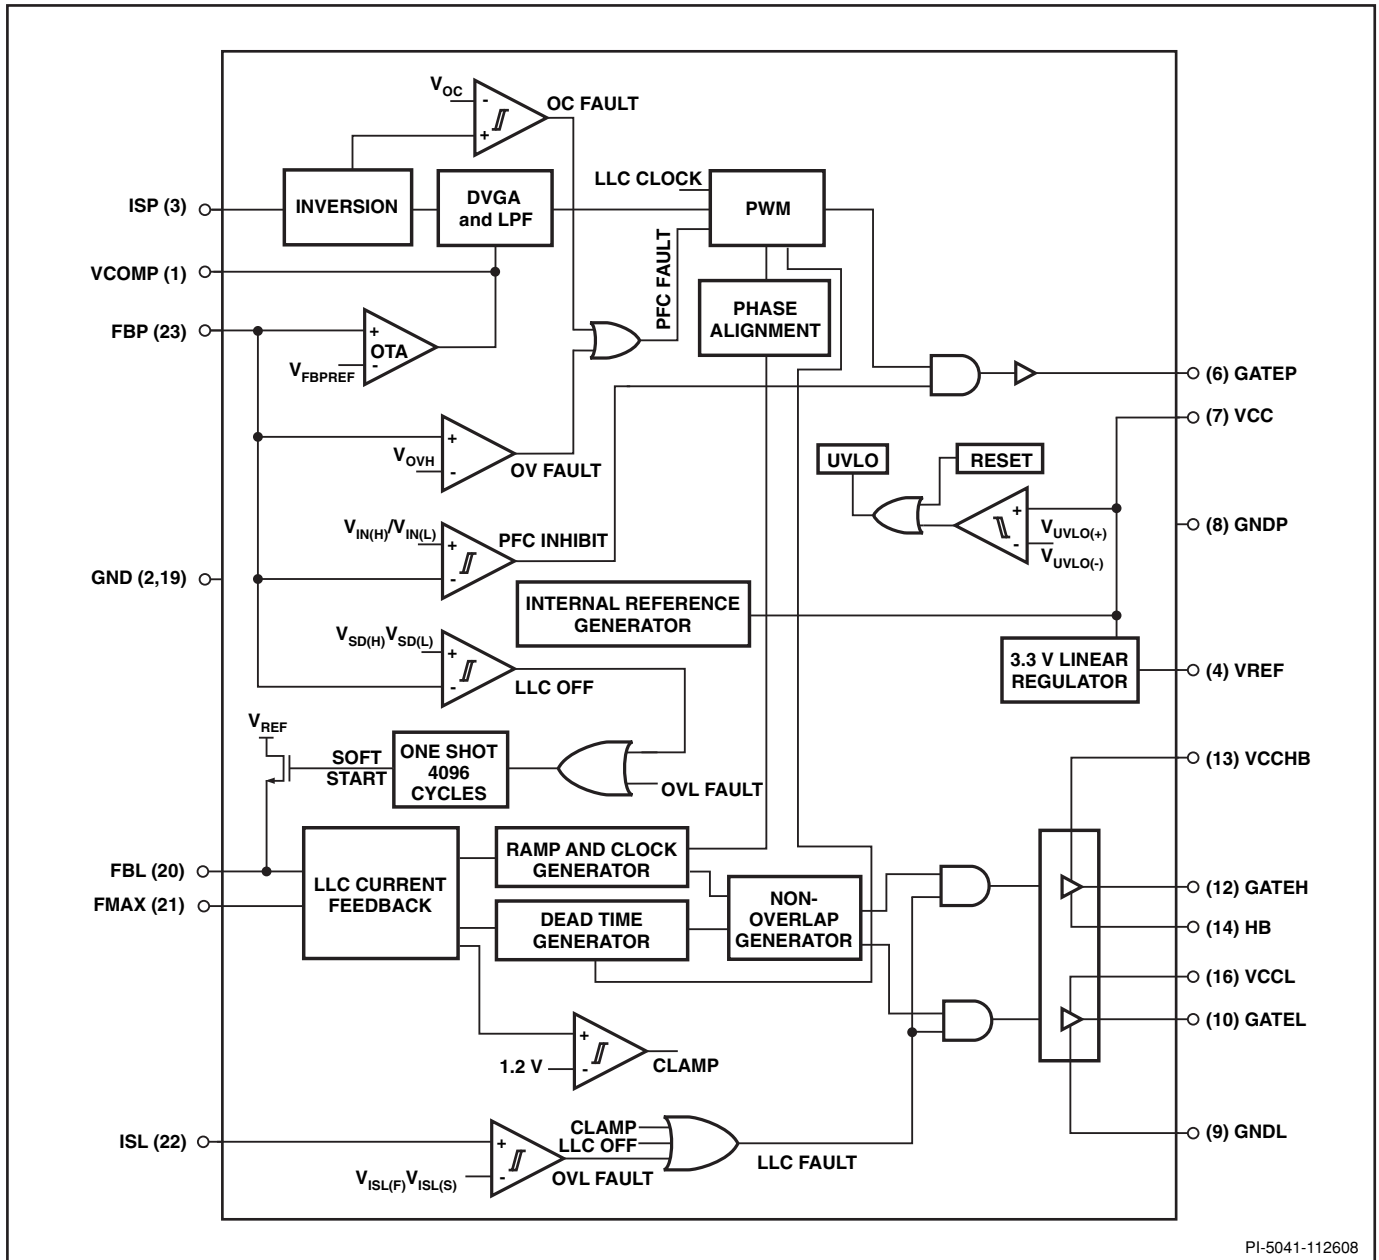 V_OC
-
+
OC FAULT
ISP (3)
INVERSION
DVGA
and LPF
LLC CLOCK
PWM
VCOMP (1)
PFC FAULT
PHASE
ALIGNMENT
FBP (23)
+
OTA
-
V_FBPREF
(6) GATEP
(7) VCC
+
V_OVH
-
OV FAULT
UVLO
RESET
+
-
V_UVLO(+)
V_UVLO(-)
(8) GNDP
V_IN(H)/V_IN(L)
+
-
PFC INHIBIT
GND (2,19)
INTERNAL REFERENCE
GENERATOR
V_SD(H)V_SD(L)
+
-
LLC OFF
3.3 V LINEAR
REGULATOR
(4) VREF
V_REF
SOFT
START
ONE SHOT
4096
CYCLES
OVL FAULT
(13) VCCHB
FBL (20)
FMAX (21)
LLC CURRENT
FEEDBACK
RAMP AND CLOCK
GENERATOR
DEAD TIME
GENERATOR
NON-
OVERLAP
GENERATOR
(12) GATEH
(14) HB
(16) VCCL
(10) GATEL
+
1.2 V
-
CLAMP
ISL (22)
+
V_ISL(F)V_ISL(S)
-
CLAMP
LLC OFF
OVL FAULT
LLC FAULT
(9) GNDL
PI-5041-112608